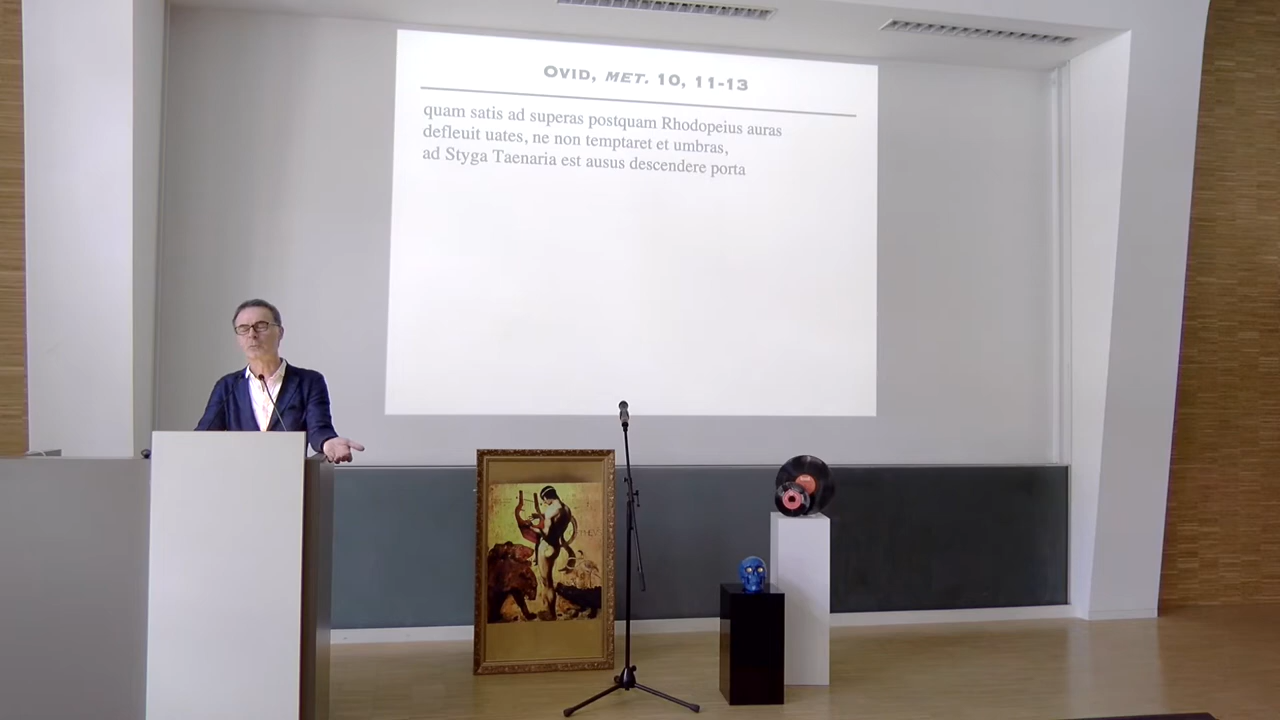 Ovid, met. 10, 11-13
quam satis ad superas postquam Rhodopeius auras
defleuit uates, ne non temptaret et umbras,
ad Styga Taenaria est ausus descendere porta